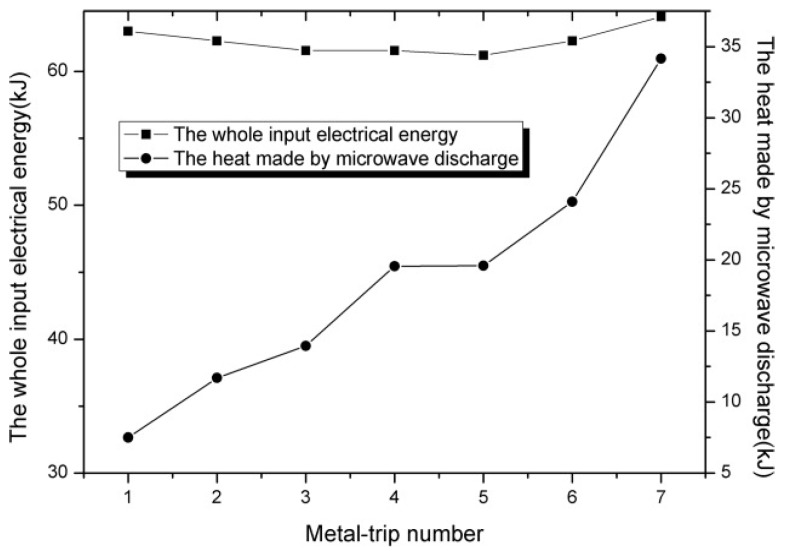 The whole input electrical energy(kJ)
60
50
40
30
The whole input electrical energy
The heat made by microwave discharge
35
30
25
20
15
10
5
The heat made by microwave discharge(kJ)
1 2 3 4 5 6 7
Metal-trip number